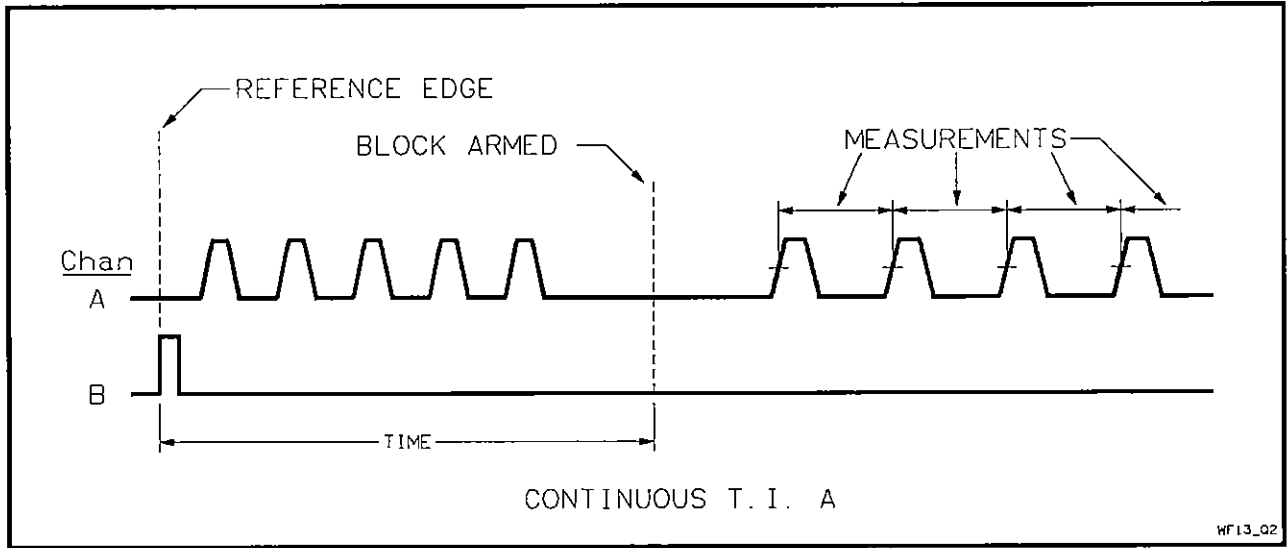 REFERENCE EDGE
BLOCK ARMED
MEASUREMENTS
Chan
A
B
TIME
CONTINUOUS T.I. A
WF13_02